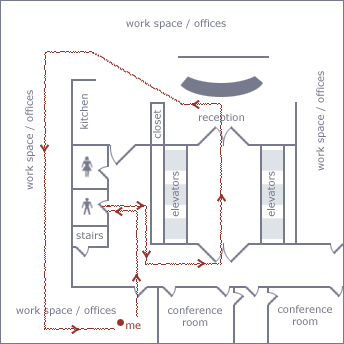 work space / offices
kitchen
closet
reception
work space / offices
work space / offices
elevators
elevators
stairs
work space / offices
me
conference
room
conference
room